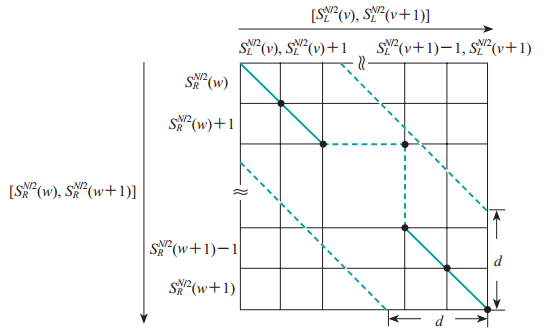 [S_L^{N/2}(v), S_L^{N/2}(v+1)]
S_L^{N/2}(v), S_L^{N/2}(v)+1 S_L^{N/2}(v+1)−1, S_L^{N/2}(v+1)
S_R^{N/2}(w)
S_R^{N/2}(w)+1
[S_R^{N/2}(w), S_R^{N/2}(w+1)]
S_R^{N/2}(w+1)−1
d
S_R^{N/2}(w+1)
d